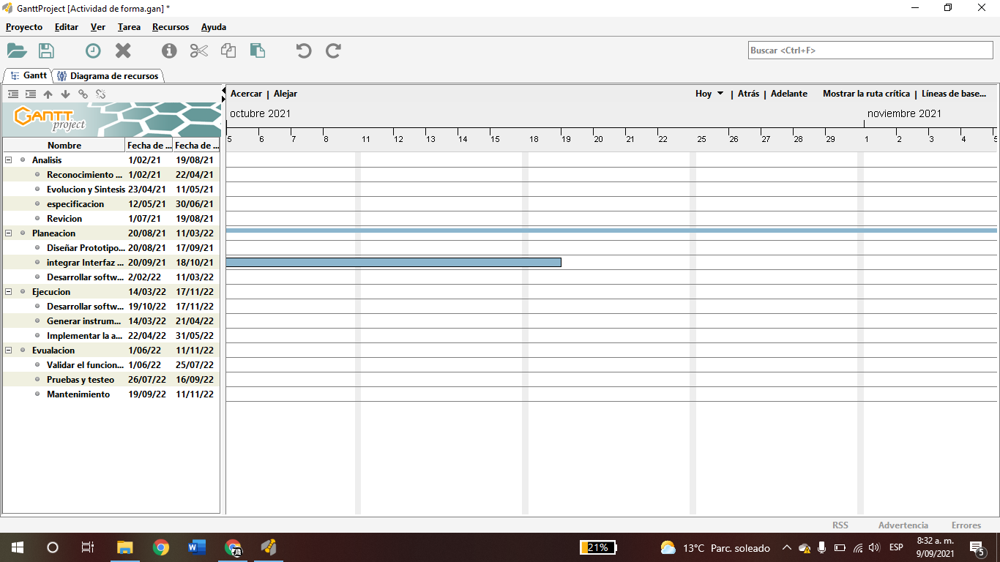 GanttProject [Actividad de forma.gan] *
Proyecto Editar Ver Tarea Recursos Ayuda
Buscar <Ctrl+F>
Gantt Diagrama de recursos
Acercar | Alejar Hoy | Atrás | Adelante Mostrar la ruta crítica | Líneas de base...
GANTT project
octubre 2021 noviembre 2021
5 6 7 8 11 12 13 14 15 18 19 20 21 22 25 26 27 28 29 1 2 3 4 5
Nombre Fecha de ... Fecha de ...
Analisis 1/02/21 19/08/21
Reconocimiento ... 1/02/21 22/04/21
Evolucion y Sintesis 23/04/21 11/05/21
especificacion 12/05/21 30/06/21
Revicion 1/07/21 19/08/21
Planeacion 20/08/21 11/03/22
Diseñar Prototipo... 20/08/21 17/09/21
integrar Interfaz ... 20/09/21 18/10/21
Desarrollar softw... 2/02/22 11/03/22
Ejecucion 14/03/22 17/11/22
Desarrollar softw... 19/10/22 17/11/22
Generar instrum... 14/03/22 21/04/22
Implementar la a... 22/04/22 31/05/22
Evualacion 1/06/22 11/11/22
Validar el funcion... 1/06/22 25/07/22
Pruebas y testeo 26/07/22 16/09/22
Mantenimiento 19/09/22 11/11/22
RSS Advertencia Errores
21% 13°C Parc. soleado ESP 8:32 a. m.
9/09/2021 5